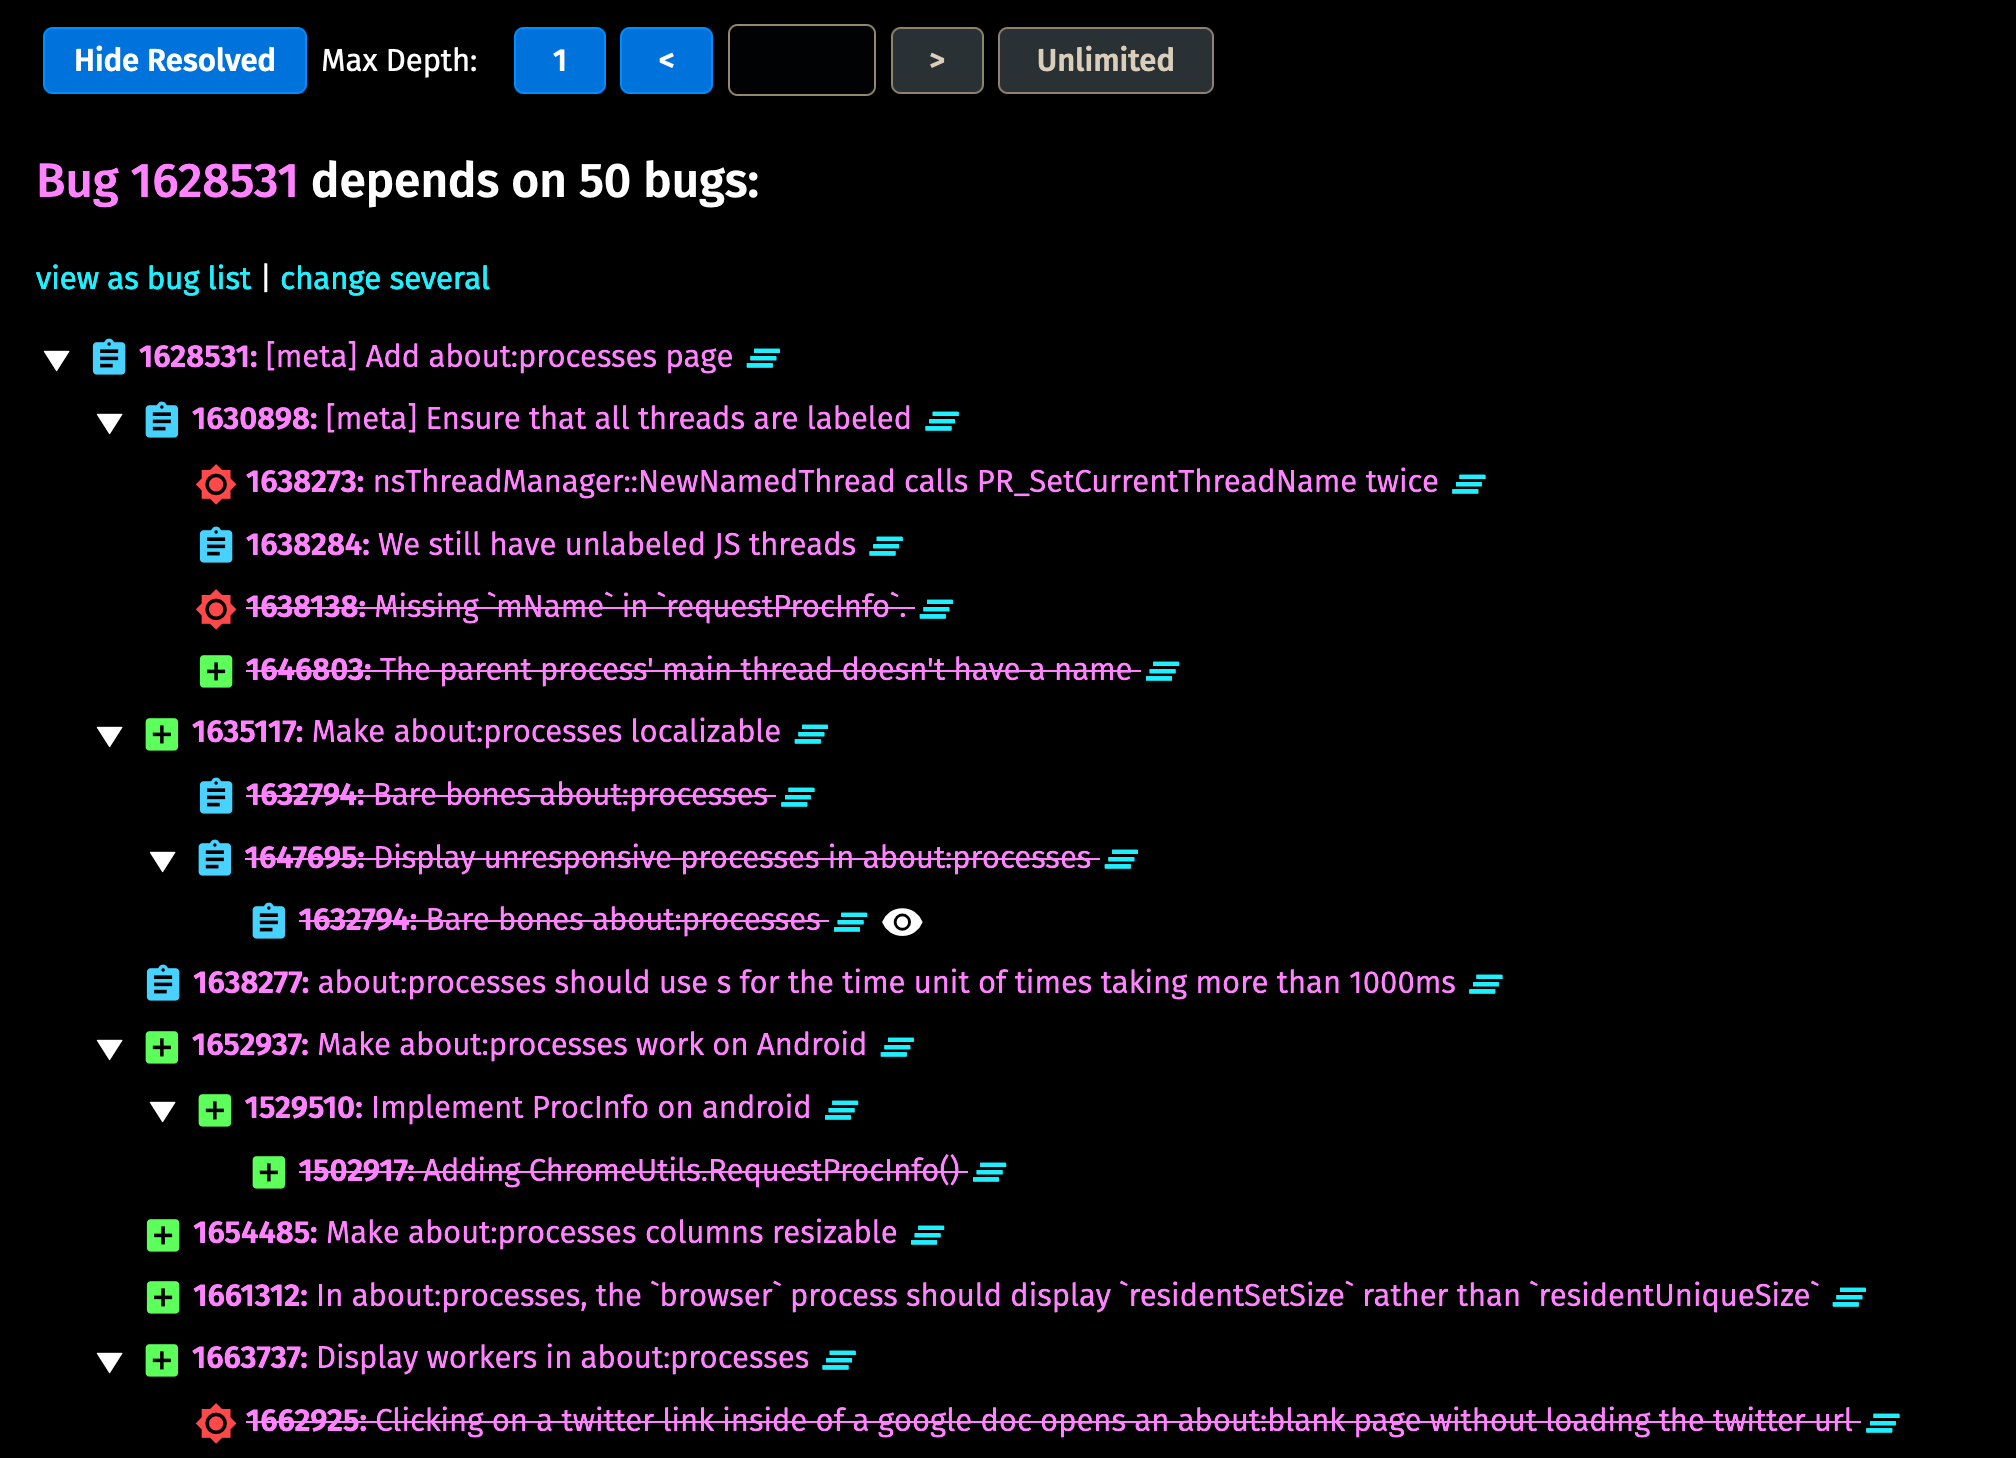 Hide Resolved Max Depth: 1 < > Unlimited
Bug 1628531 depends on 50 bugs:
view as bug list | change several
1628531: [meta] Add about:processes page
1630898: [meta] Ensure that all threads are labeled
1638273: nsThreadManager::NewNamedThread calls PR_SetCurrentThreadName twice
1638284: We still have unlabeled JS threads
1638138: Missing `mName` in `requestProcInfo`.
1646803: The parent process' main thread doesn't have a name
1635117: Make about:processes localizable
1632794: Bare bones about:processes
1647695: Display unresponsive processes in about:processes
1632794: Bare bones about:processes
1638277: about:processes should use s for the time unit of times taking more than 1000ms
1652937: Make about:processes work on Android
1529510: Implement ProcInfo on android
1502917: Adding ChromeUtils.RequestProcInfo()
1654485: Make about:processes columns resizable
1661312: In about:processes, the `browser` process should display `residentSetSize` rather than `residentUniqueSize`
1663737: Display workers in about:processes
1662925: Clicking on a twitter link inside of a google doc opens an about:blank page without loading the twitter url